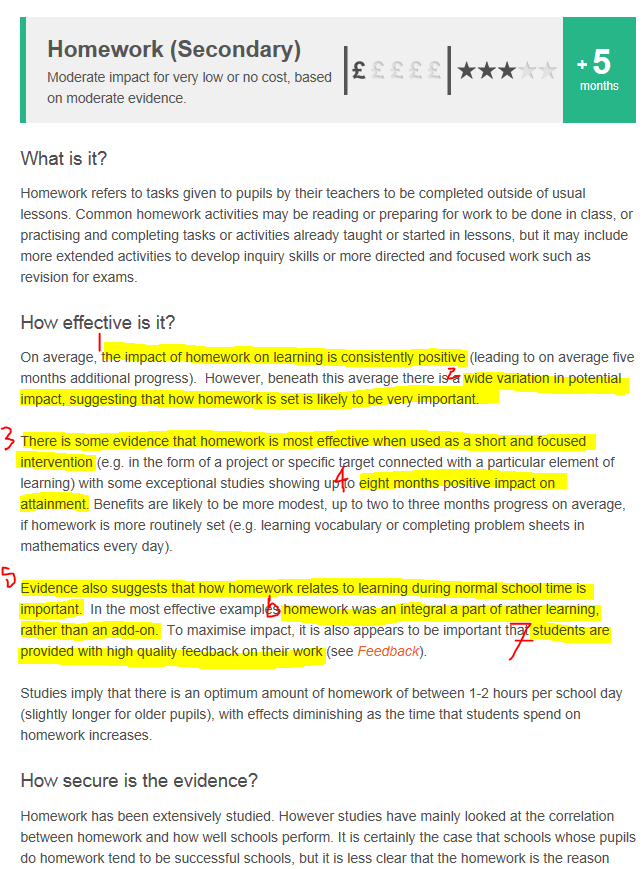 Homework (Secondary)
Moderate impact for very low or no cost, based
on moderate evidence.
£ £ £ £ £
+ 5
months
What is it?
Homework refers to tasks given to pupils by their teachers to be completed outside of usual
lessons. Common homework activities may be reading or preparing for work to be done in class, or
practising and completing tasks or activities already taught or started in lessons, but it may include
more extended activities to develop inquiry skills or more directed and focused work such as
revision for exams.
How effective is it?
1
On average, the impact of homework on learning is consistently positive (leading to on average five
months additional progress). However, beneath this average there is a wide variation in potential
2
impact, suggesting that how homework is set is likely to be very important.
3
There is some evidence that homework is most effective when used as a short and focused
intervention (e.g. in the form of a project or specific target connected with a particular element of
learning) with some exceptional studies showing up to eight months positive impact on
4
attainment. Benefits are likely to be more modest, up to two to three months progress on average,
if homework is more routinely set (e.g. learning vocabulary or completing problem sheets in
mathematics every day).
5
Evidence also suggests that how homework relates to learning during normal school time is
important. In the most effective examples homework was an integral a part of rather learning,
6
rather than an add-on. To maximise impact, it is also appears to be important that students are
7
provided with high quality feedback on their work (see Feedback).
Studies imply that there is an optimum amount of homework of between 1-2 hours per school day
(slightly longer for older pupils), with effects diminishing as the time that students spend on
homework increases.
How secure is the evidence?
Homework has been extensively studied. However studies have mainly looked at the correlation
between homework and how well schools perform. It is certainly the case that schools whose pupils
do homework tend to be successful schools, but it is less clear that the homework is the reason